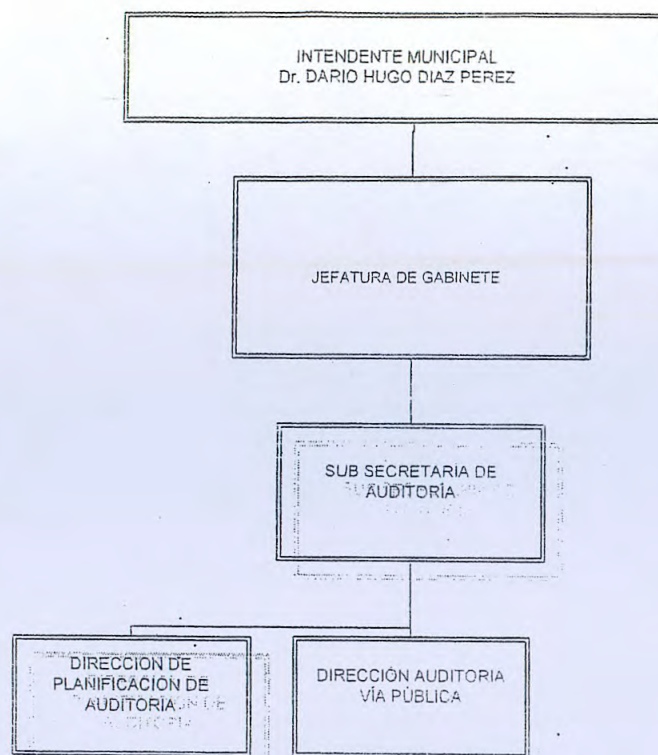 INTENDENTE MUNICIPAL
Dr. DARIO HUGO DIAZ PEREZ
JEFATURA DE GABINETE
SUB SECRETARIA DE
AUDITORÍA
DIRECCION DE
PLANIFICACION DE
AUDITORIA
DIRECCIÓN AUDITORIA
VÍA PÚBLICA